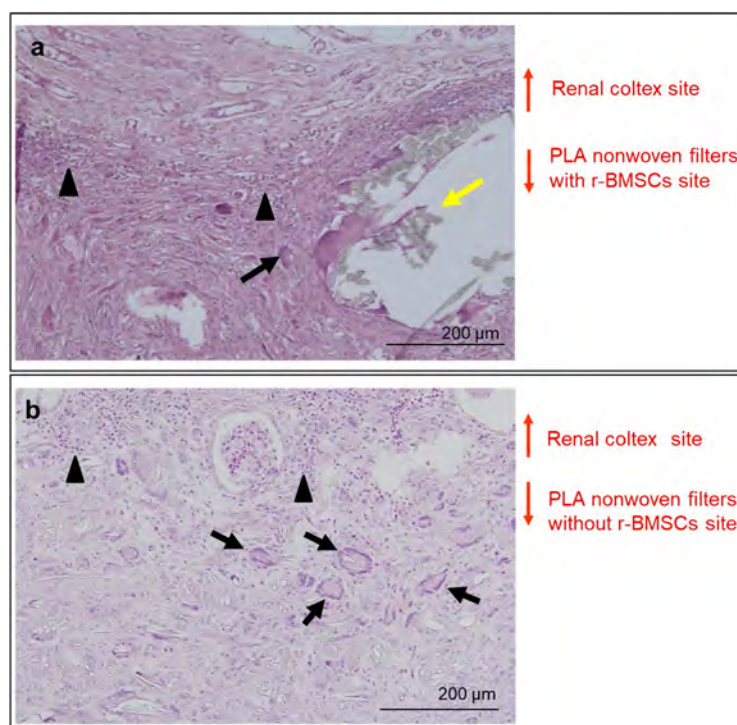 a
Renal coltex site
PLA nonwoven filters
with r-BMSCs site
200 µm
b
Renal coltex site
PLA nonwoven filters
without r-BMSCs site
200 µm